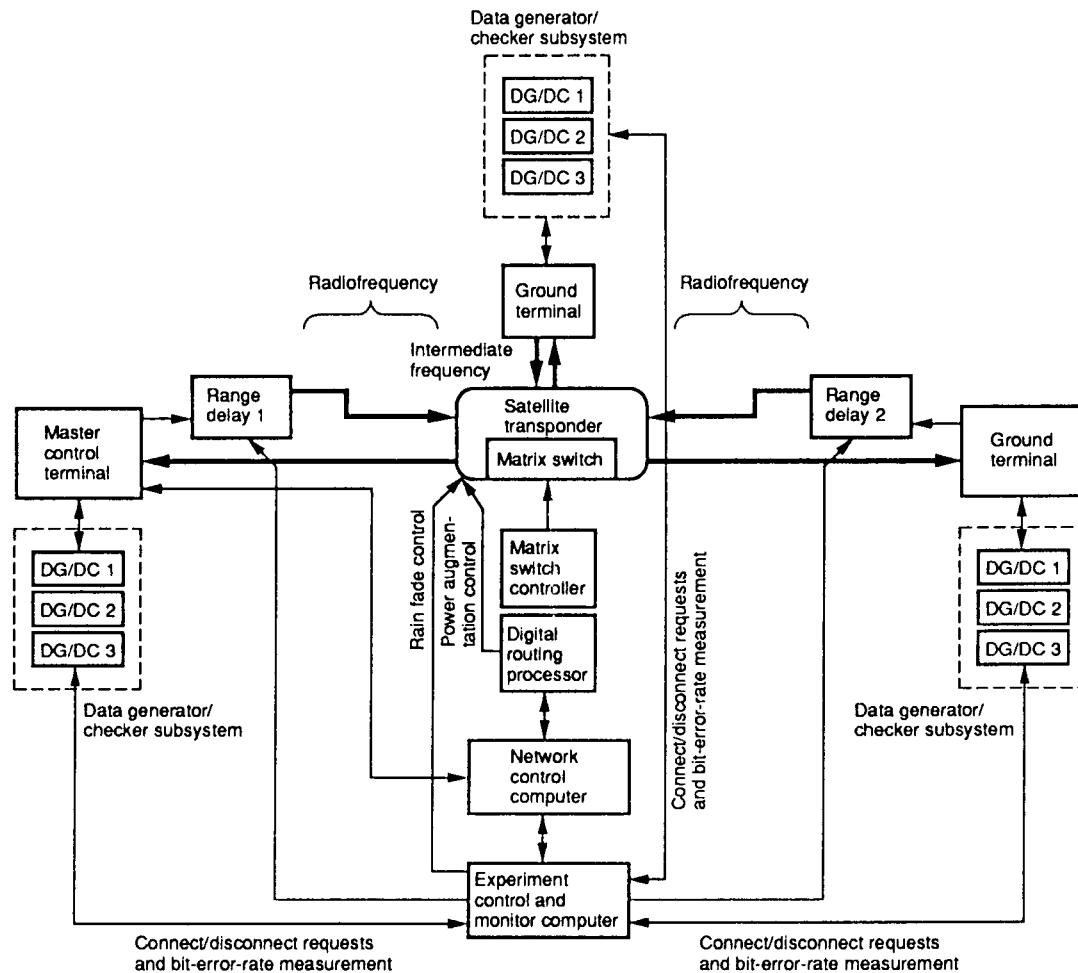 Data generator/
checker subsystem
DG/DC 1
DG/DC 2
DG/DC 3
Radiofrequency
Ground
terminal
Radiofrequency
Intermediate
frequency
Range
delay 1
Satellite
transponder
Matrix switch
Range
delay 2
Master
control
terminal
Ground
terminal
Rain fade control
Power augmen-
tation control
Matrix
switch
controller
Digital
routing
processor
Connect/disconnect requests
and bit-error-rate measurement
DG/DC 1
DG/DC 2
DG/DC 3
DG/DC 1
DG/DC 2
DG/DC 3
Data generator/
checker subsystem
Data generator/
checker subsystem
Network
control
computer
Experiment
control and
monitor computer
Connect/disconnect requests
and bit-error-rate measurement
Connect/disconnect requests
and bit-error-rate measurement